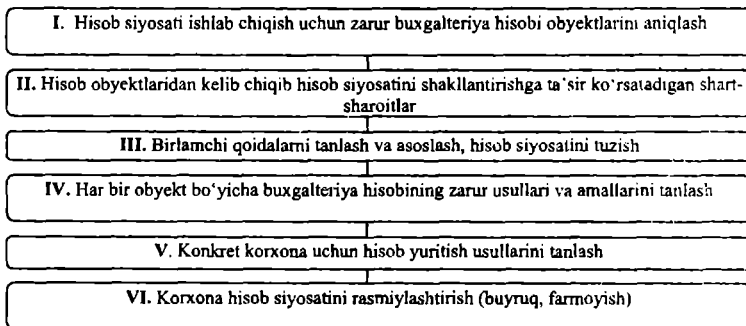 I. Hisob siyosati ishlab chiqish uchun zarur buxgalteriya hisobi obyektlarini aniqlash
II. Hisob obyektlaridan kelib chiqib hisob siyosatini shakllantirishga ta'sir ko'rsatadigan shart-
sharoitlar
III. Birlamchi qoidalarni tanlash va asoslash, hisob siyosatini tuzish
IV. Har bir obyekt bo'yicha buxgalteriya hisobining zarur usullari va amallarini tanlash
V. Konkret korxona uchun hisob yuritish usullarini tanlash
VI. Korxona hisob siyosatini rasmiylashtirish (buyruq, farmoyish)